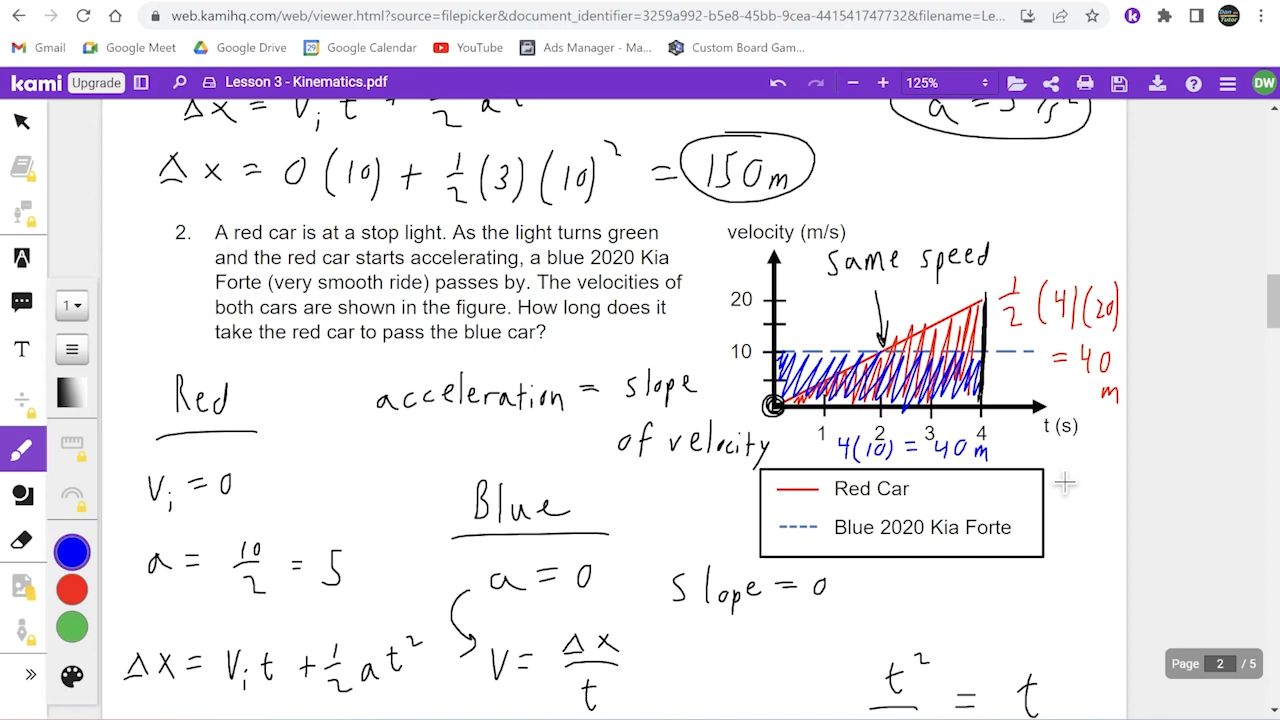 web.kamihq.com/web/viewer.html?source=filepicker&document_identifier=3259a992-b5e8-45bb-92ea-441541747732&filename=Le...
Gmail Google Meet Google Drive Google Calendar YouTube Ads Manager - Ma... Custom Board Gam...
kami Upgrade Lesson 3 - Kinematics.pdf 125% DW
Δx = Vi t + 1/2 a t²
Δx = 0 (10) + 1/2 (3) (10)² = 150 m
2. A red car is at a stop light. As the light turns green
and the red car starts accelerating, a blue 2020 Kia
Forte (very smooth ride) passes by. The velocities of
both cars are shown in the figure. How long does it
take the red car to pass the blue car?
velocity (m/s)
same speed
20
10
1/2 (4)(20)
= 40
m
1 2 3 4 t (s)
4(10) = 40 m
Red Car
Blue 2020 Kia Forte
Red
acceleration = slope
of velocity
Vi = 0
a = 10/2 = 5
Blue
a = 0
slope = 0
Δx = Vi t + 1/2 a t²
V = Δx/t
t² = t
Page 2 / 5